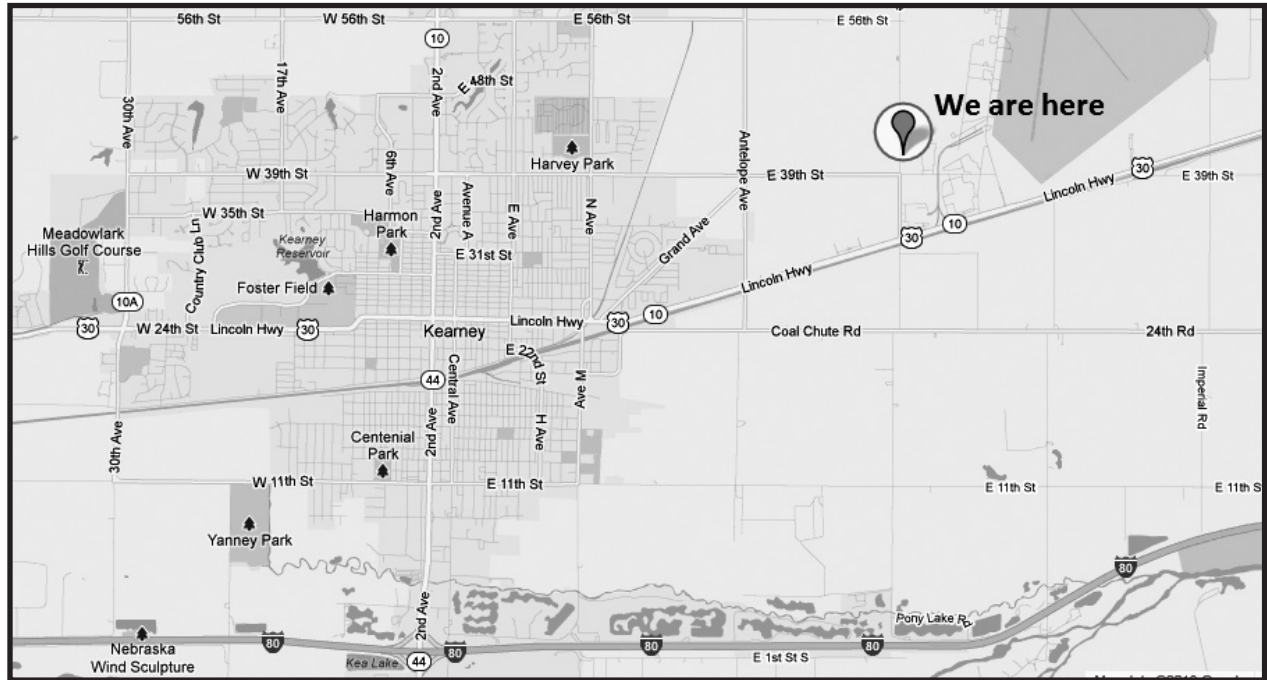 56th St
W 56th St
E 56th St
E 56th St
10
2nd Ave
E 48th St
17th Ave
30th Ave
We are here
Harvey Park
6th Ave
W 39th St
E 39th St
E 39th St
Antelope Ave
Lincoln Hwy
30
2nd Ave
Avenue A
E Ave
N Ave
W 35th St
Harmon
Park
Meadowlark
Hills Golf Course
Country Club Ln
Kearney
Reservoir
E 31st St
Grand Ave
30
10
Foster Field
Lincoln Hwy
10A
30
W 24th St
Lincoln Hwy
30
Kearney
Lincoln Hwy
30
10
Coal Chute Rd
24th Rd
E 22nd St
44
Central Ave
Ave M
Imperial Rd
2nd Ave
H Ave
30th Ave
Centenial
Park
W 11th St
E 11th St
E 11th St
E 11th S
Yanney Park
80
2nd Ave
Pony Lake Rd
Nebraska
Wind Sculpture
80
Kea Lake
44
80
80
80
E 1st St S